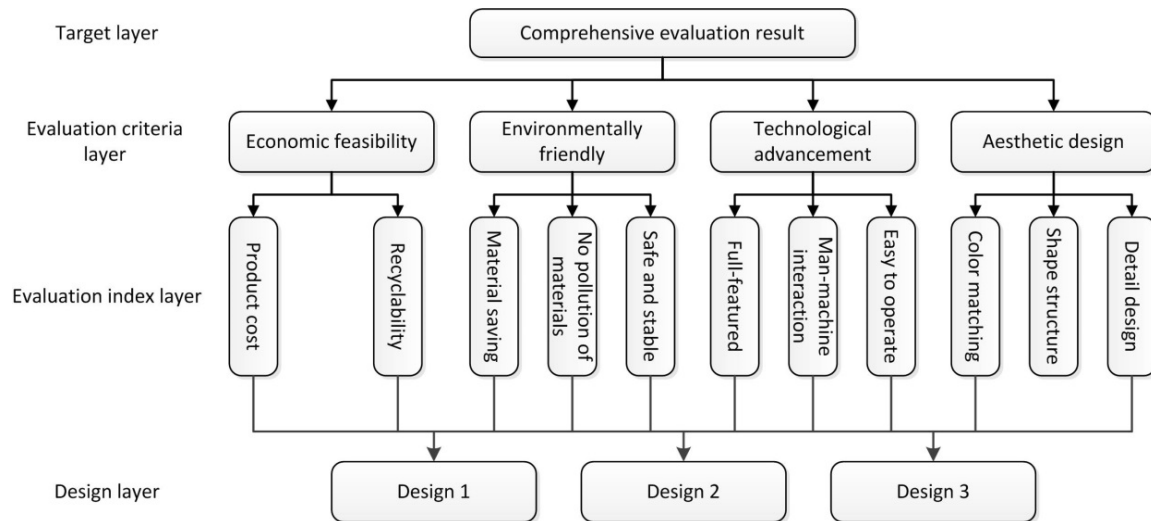 Target layer
Comprehensive evaluation result
Evaluation criteria
layer
Economic feasibility
Environmentally
friendly
Technological
advancement
Aesthetic design
Evaluation index layer
Product cost
Recyclability
Material saving
No pollution of
materials
Safe and stable
Full-featured
Man-machine
interaction
Easy to operate
Color matching
Shape structure
Detail design
Design layer
Design 1
Design 2
Design 3